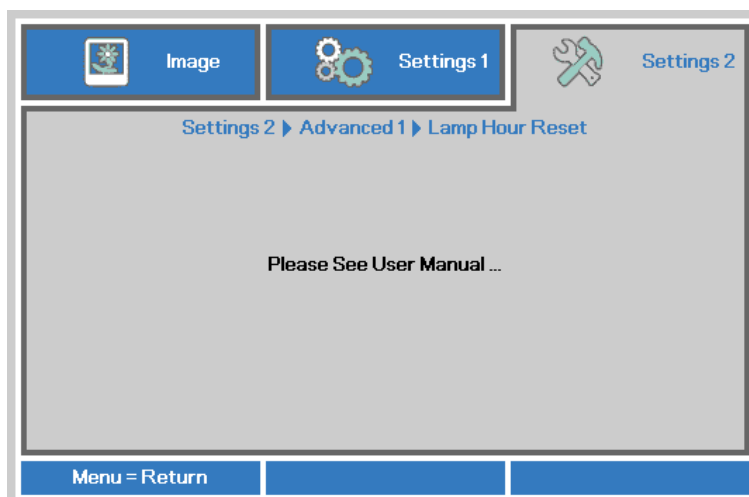 Image
Settings 1
Settings 2
Settings 2 ▶ Advanced 1 ▶ Lamp Hour Reset
Please See User Manual ...
Menu = Return